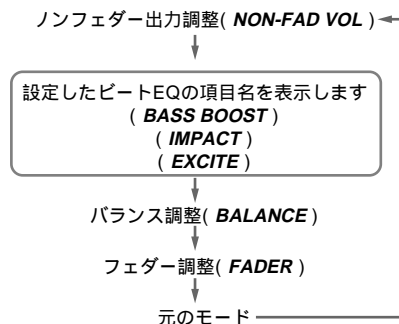 ノンフェダー出力調整( NON-FAD VOL )
設定したビートEQの項目名を表示します
( BASS BOOST )
( IMPACT )
( EXCITE )
バランス調整( BALANCE )
フェダー調整( FADER )
元のモード